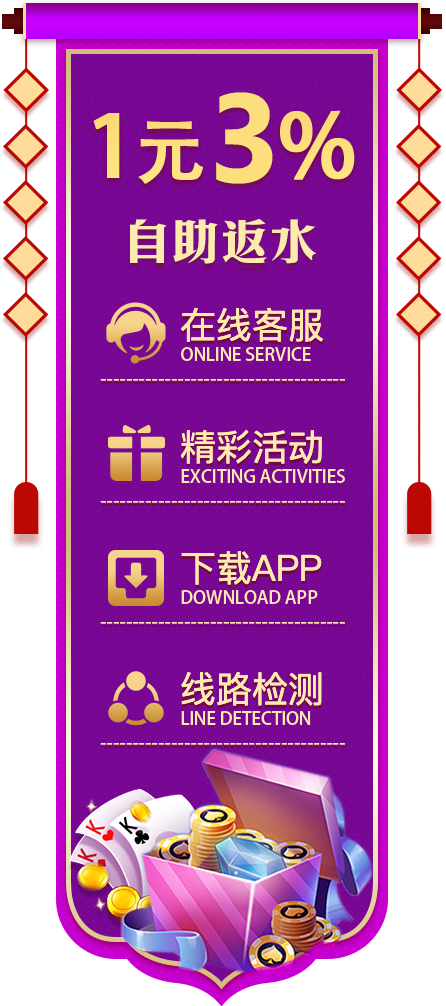 1元3%
自助返水
在线客服
ONLINE SERVICE
精彩活动
EXCITING ACTIVITIES
下载APP
DOWNLOAD APP
线路检测
LINE DETECTION
K
K
K